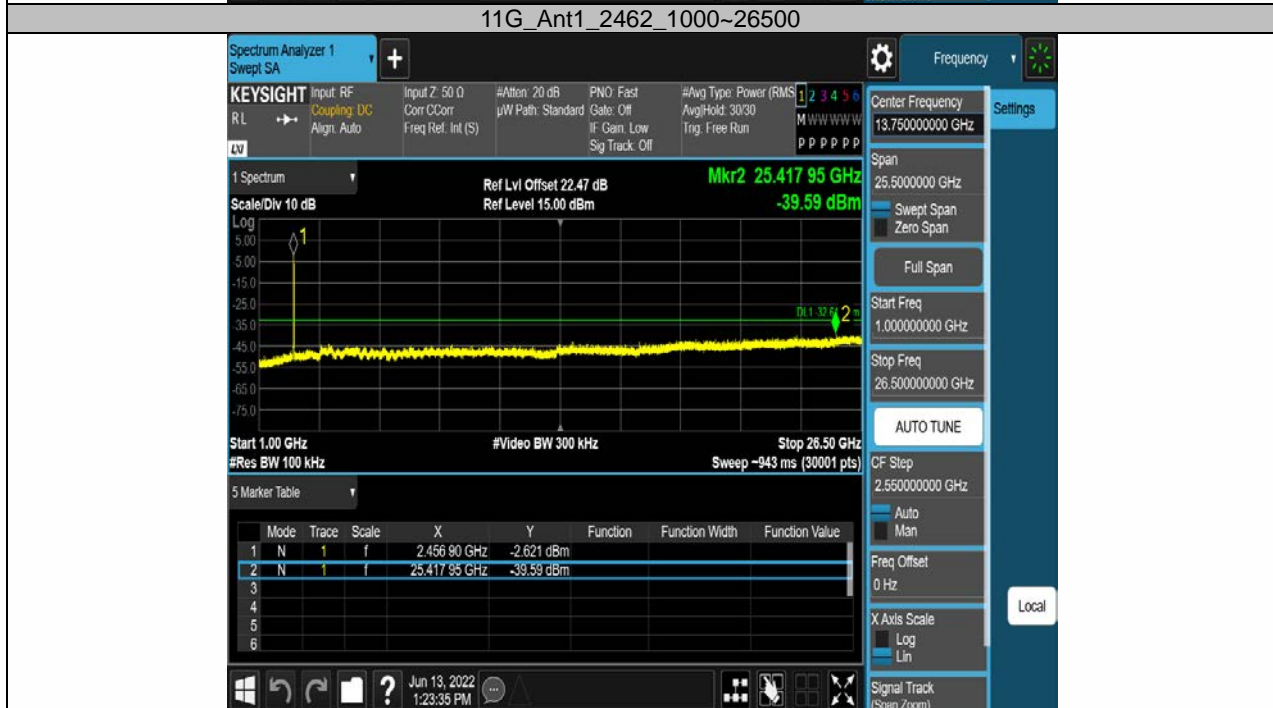 11G_Ant1_2462_1000~26500
Spectrum Analyzer 1
Swept SA
+
Frequency
KEYSIGHT
RL
LXI
Input: RF
Coupling: DC
Align: Auto
Input Z: 50 Ω
Corr CCorr
Freq Ref: Int (S)
#Atten: 20 dB
µW Path: Standard
PNO: Fast
Gate: Off
IF Gain: Low
Sig Track: Off
#Avg Type: Power (RMS
Avg|Hold: 30/30
Trig: Free Run
1 2 3 4 5 6
M W W W W W
P P P P P P
1 Spectrum
Scale/Div 10 dB
Ref Lvl Offset 22.47 dB
Ref Level 15.00 dBm
Mkr2 25.417 95 GHz
-39.59 dBm
Log
5.00
-5.00
-15.0
-25.0
-35.0
-45.0
-55.0
-65.0
-75.0
1
2
Start 1.00 GHz
#Video BW 300 kHz
Stop 26.50 GHz
#Res BW 100 kHz
Sweep ~943 ms (30001 pts)
5 Marker Table
Mode Trace Scale X Y Function Function Width Function Value
1 N 1 f 2.456 90 GHz -2.621 dBm
2 N 1 f 25.417 95 GHz -39.59 dBm
3
4
5
6
?
Jun 13, 2022
1:23:35 PM
Center Frequency
13.750000000 GHz
Settings
Span
25.5000000 GHz
Swept Span
Zero Span
Full Span
Start Freq
1.000000000 GHz
Stop Freq
26.500000000 GHz
AUTO TUNE
CF Step
2.550000000 GHz
Auto
Man
Freq Offset
0 Hz
X Axis Scale
Log
Lin
Local
Signal Track
(Span Zoom)